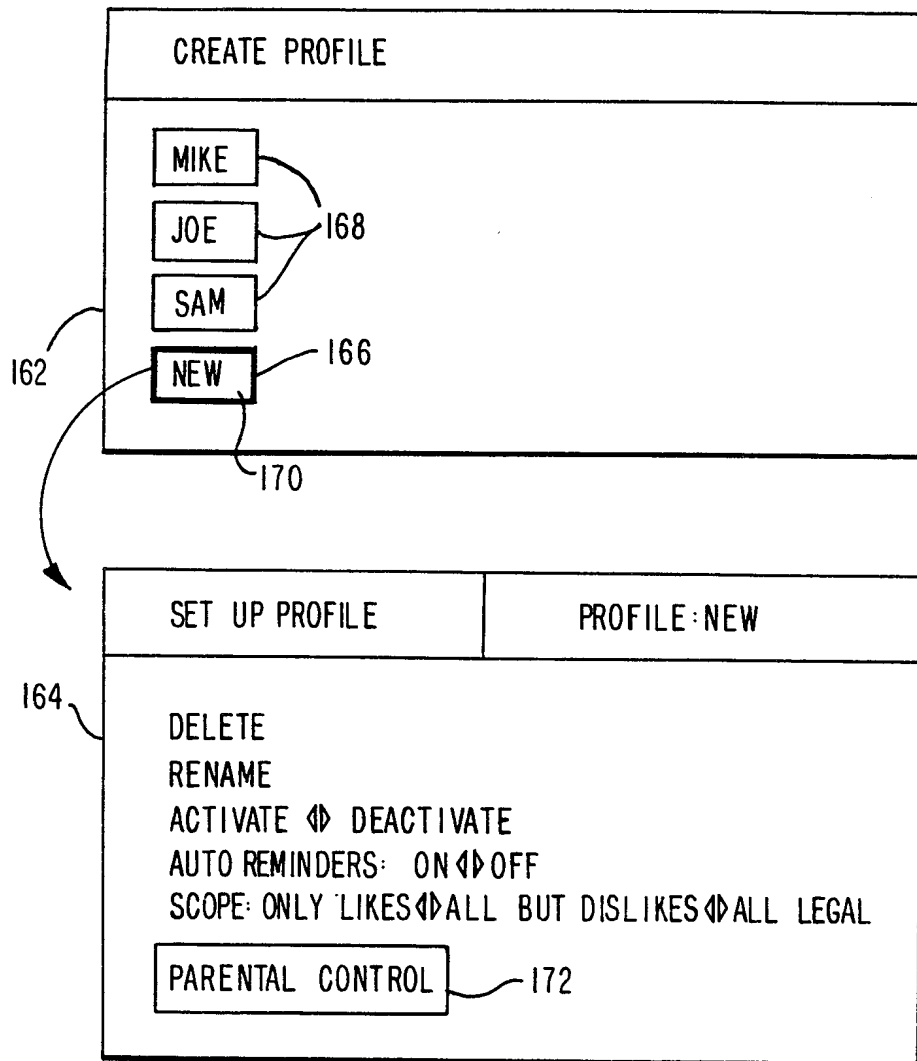 CREATE PROFILE
MIKE
JOE
168
SAM
162
NEW
166
170
SET UP PROFILE
PROFILE: NEW
164
DELETE
RENAME
ACTIVATE ◁▷ DEACTIVATE
AUTO REMINDERS: ON◁▷OFF
SCOPE: ONLY LIKES◁▷ALL BUT DISLIKES◁▷ALL LEGAL
PARENTAL CONTROL
172